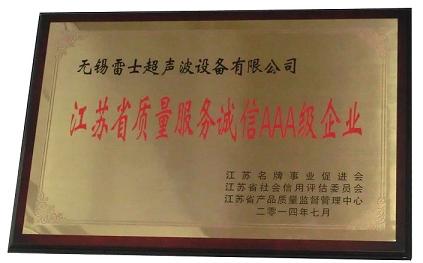 无锡雷士超声波设备有限公司
江苏省质量服务诚信AAA级企业
江苏名牌事业促进会
江苏省社会信用评估委员会
江苏省产品质量监督管理中心
二零一四年七月